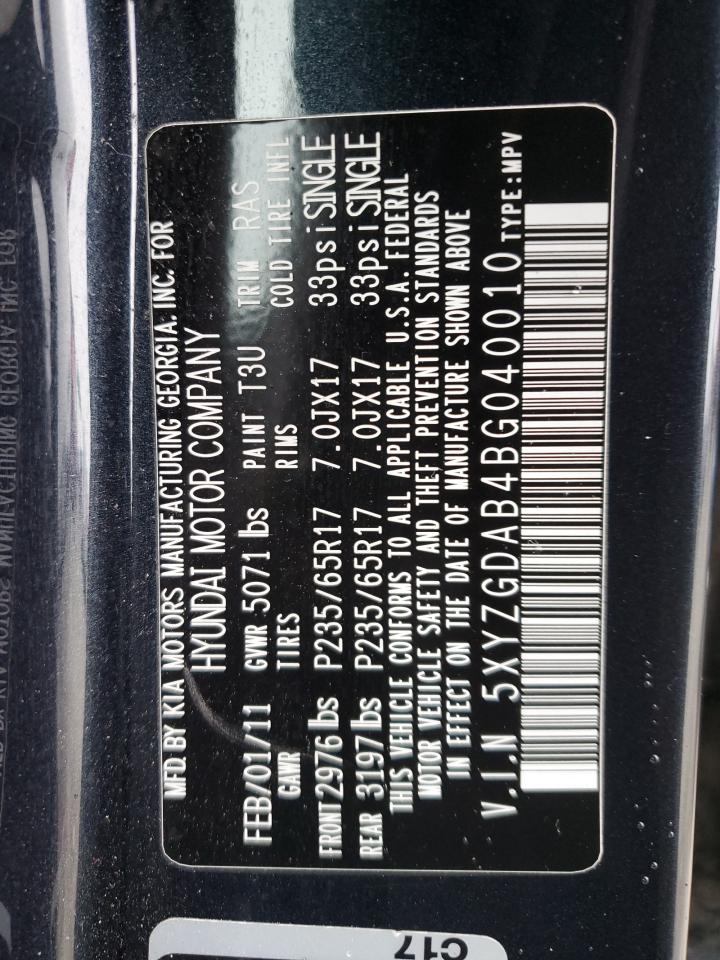 MFD. BY KIA MOTORS MANUFACTURING GEORGIA. INC. FOR
HYUNDAI MOTOR COMPANY
FEB/01/11 GVWR 5071 lbs PAINT T3U TRIM RAS
GAWR TIRES RIMS COLD TIRE INFL
FRONT 2976 lbs P235/65R17 7.0JX17 33psi SINGLE
REAR 3197 lbs P235/65R17 7.0JX17 33psi SINGLE
THIS VEHICLE CONFORMS TO ALL APPLICABLE U.S.A. FEDERAL
MOTOR VEHICLE SAFETY AND THEFT PREVENTION STANDARDS
IN EFFECT ON THE DATE OF MANUFACTURE SHOWN ABOVE
V.I.N 5XYZGDAB4BG040010 TYPE:MPV
C17